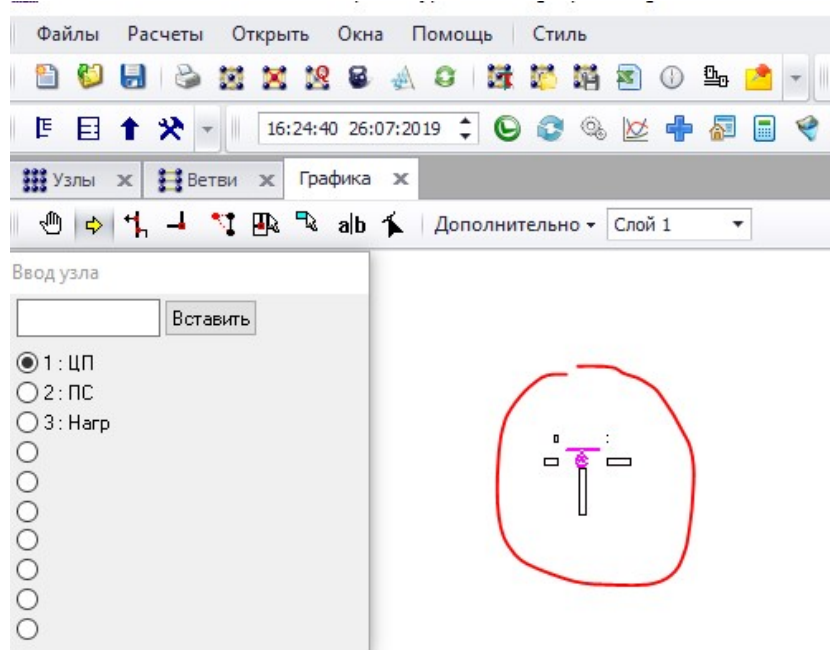 Файлы Расчеты Открыть Окна Помощь Стиль
16:24:40 26:07:2019
Узлы Ветви Графика
a|b Дополнительно Слой 1
Ввод узла
Вставить
1 : ЦП
2 : ПС
3 : Нагр